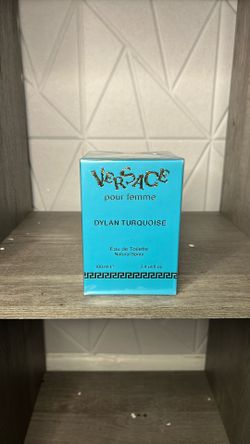 VERSACE
pour femme
DYLAN TURQUOISE
Eau de Toilette
Natural Spray